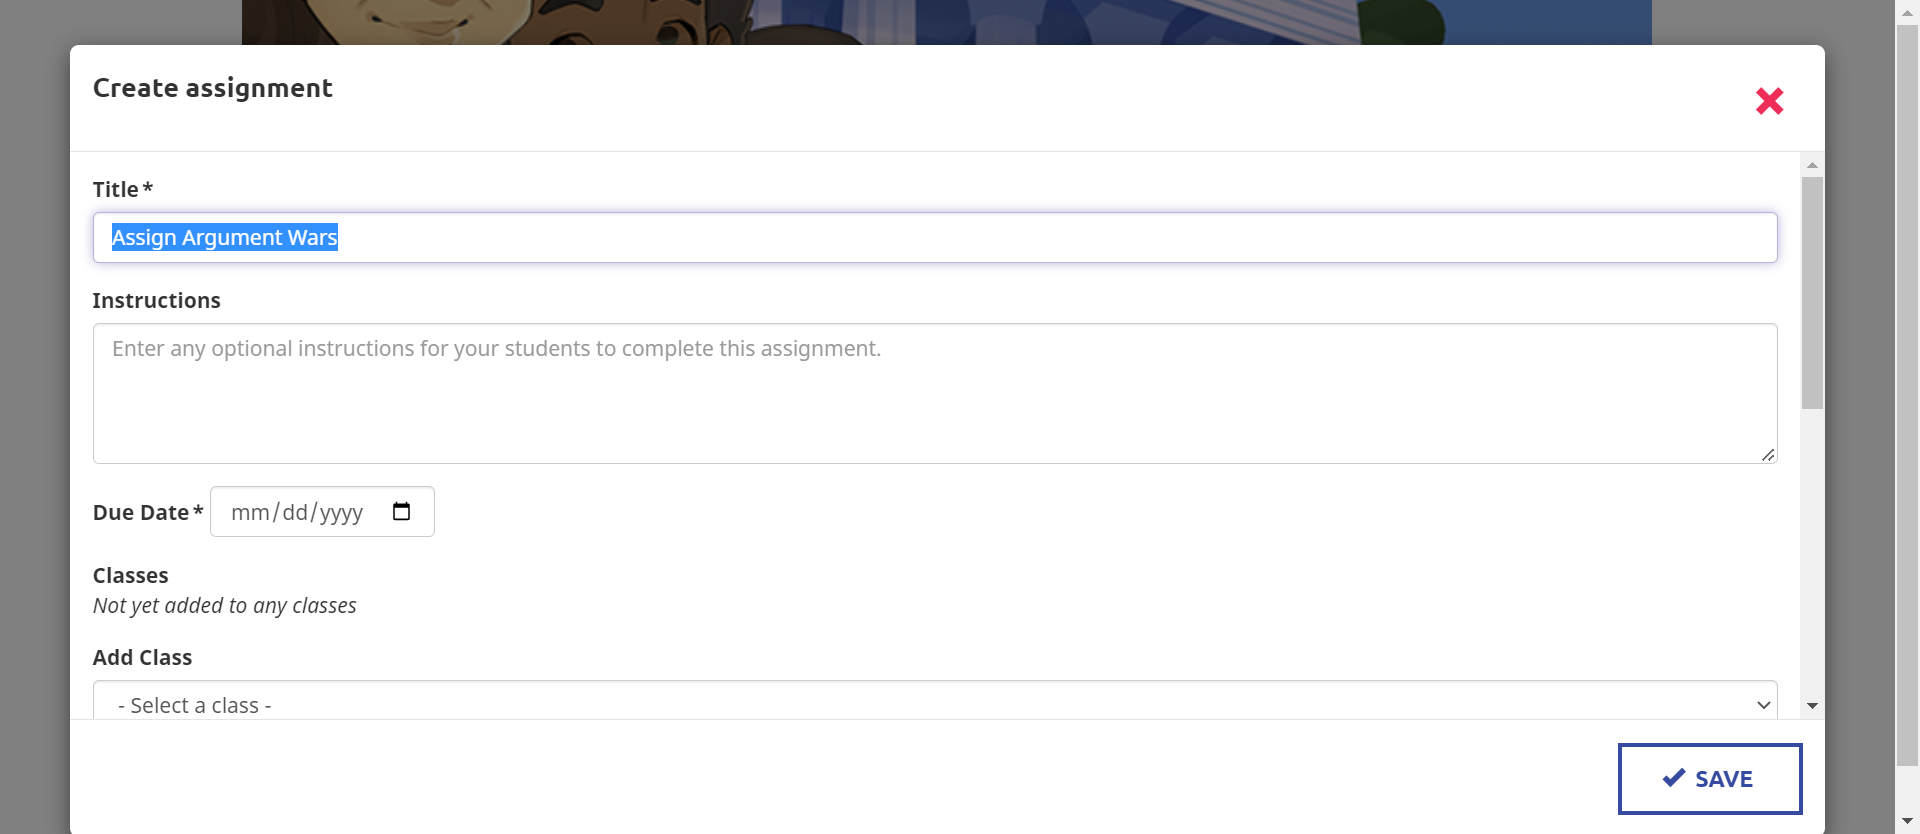 Create assignment
Title *
Assign Argument Wars
Instructions
Enter any optional instructions for your students to complete this assignment.
Due Date * mm/dd/yyyy
Classes
Not yet added to any classes
Add Class
- Select a class -
SAVE